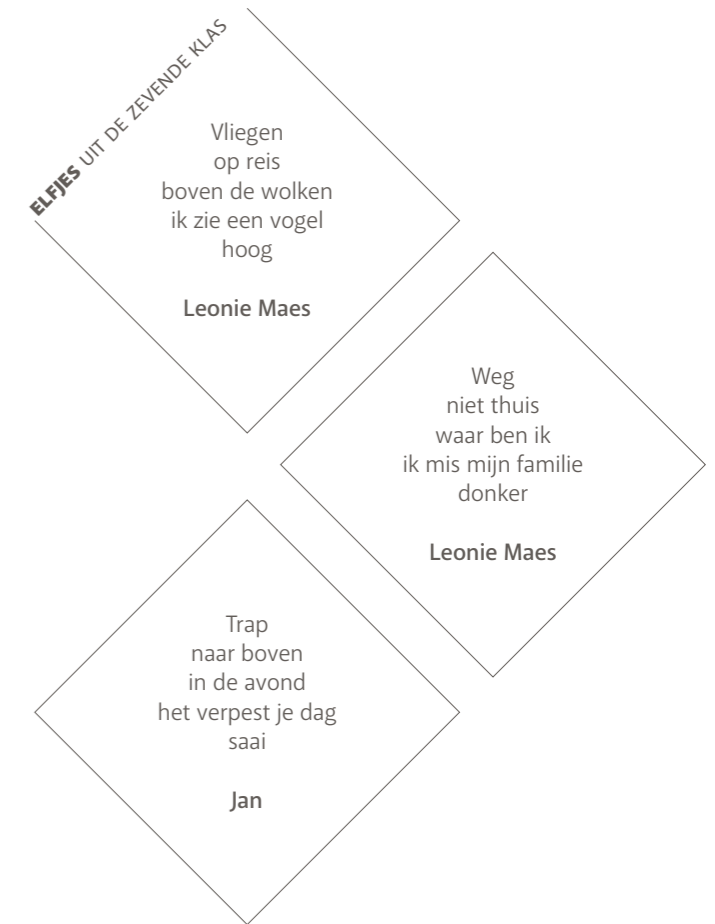 ELFJES UIT DE ZEVENDE KLAS
Vliegen
op reis
boven de wolken
ik zie een vogel
hoog
Leonie Maes
Weg
niet thuis
waar ben ik
ik mis mijn familie
donker
Leonie Maes
Trap
naar boven
in de avond
het verpest je dag
saai
Jan